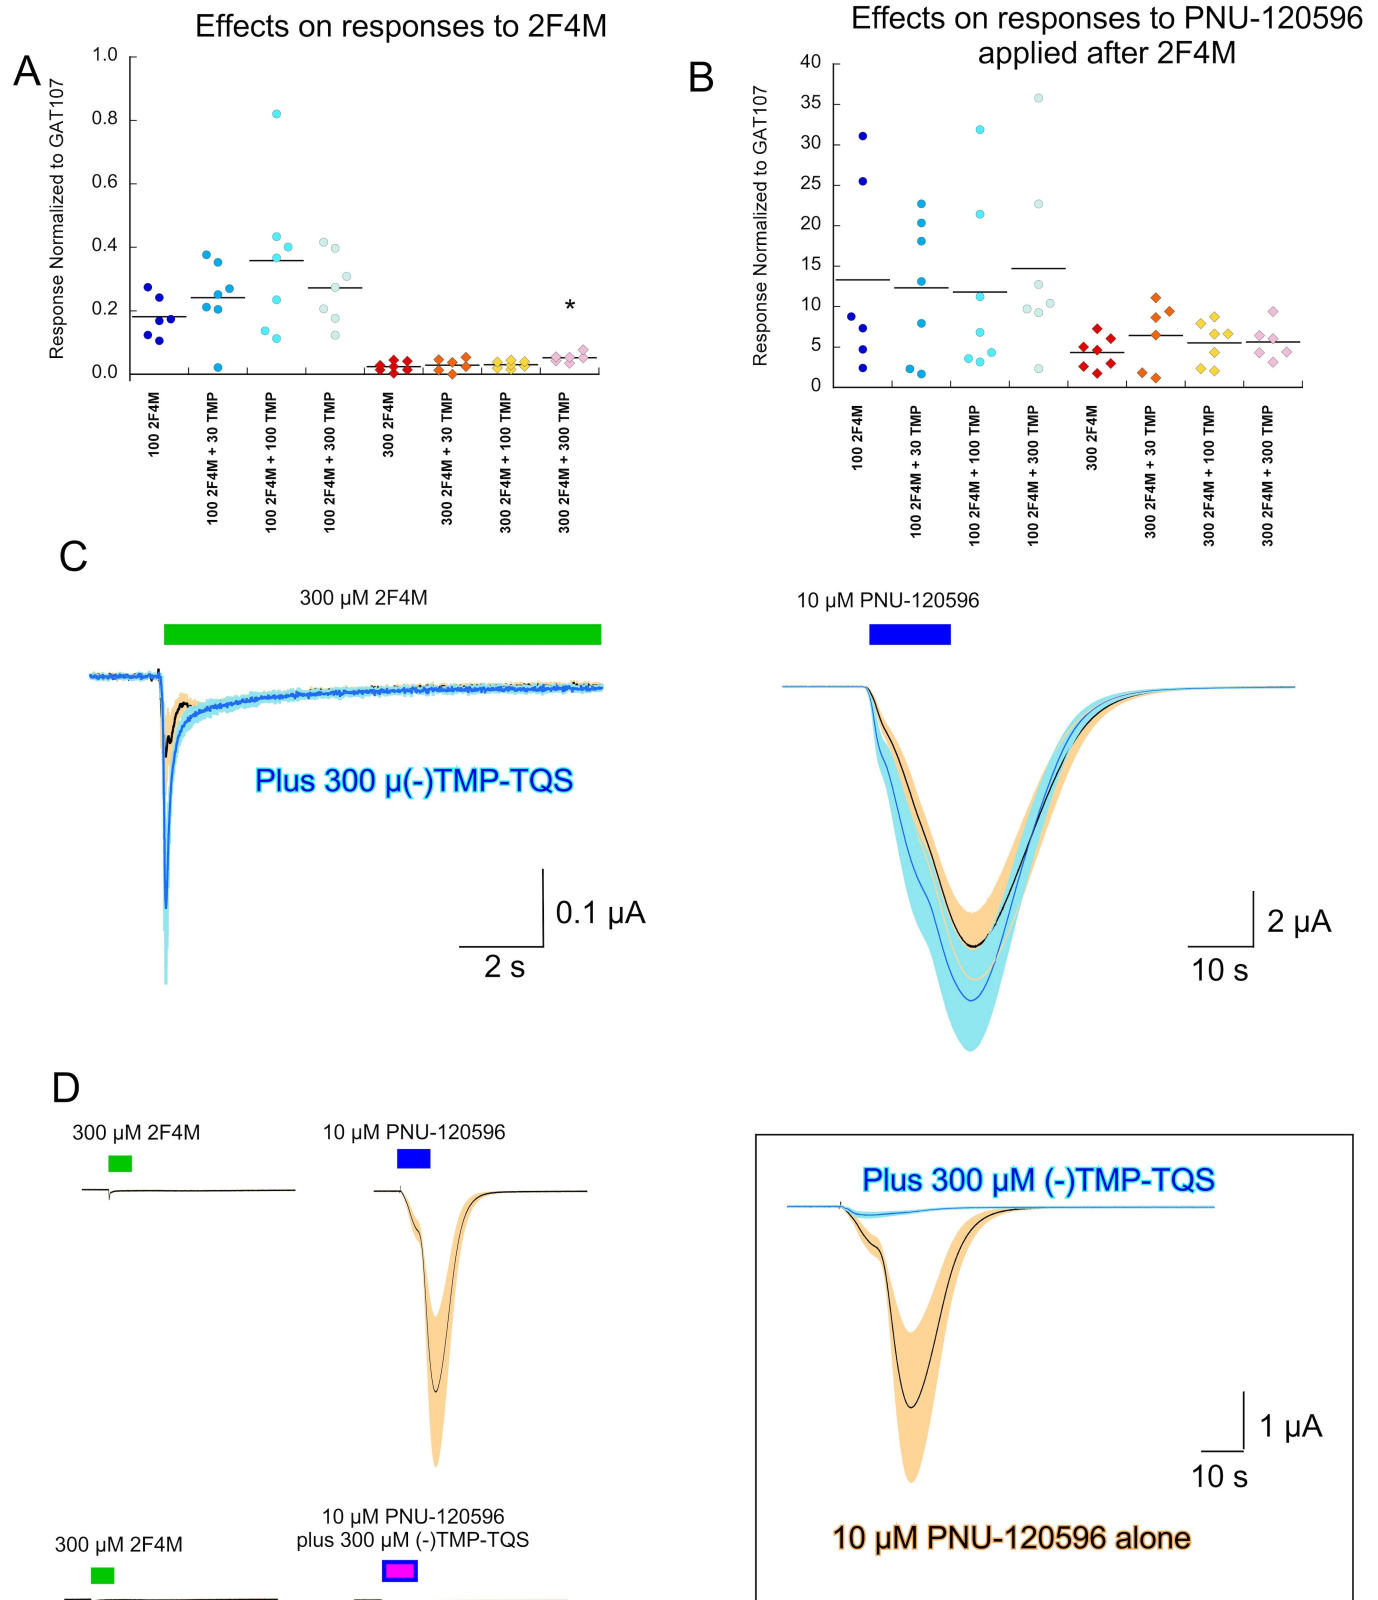 Effects on responses to 2F4M
A
Response Normalized to GAT107
1.0
0.8
0.6
0.4
0.2
0.0
*
100 2F4M
100 2F4M + 30 TMP
100 2F4M + 100 TMP
100 2F4M + 300 TMP
300 2F4M
300 2F4M + 30 TMP
300 2F4M + 100 TMP
300 2F4M + 300 TMP
Effects on responses to PNU-120596
applied after 2F4M
B
Response Normalized to GAT107
40
35
30
25
20
15
10
5
0
100 2F4M
100 2F4M + 30 TMP
100 2F4M + 100 TMP
100 2F4M + 300 TMP
300 2F4M
300 2F4M + 30 TMP
300 2F4M + 100 TMP
300 2F4M + 300 TMP
C
300 µM 2F4M
Plus 300 µ(-)TMP-TQS
0.1 µA
2 s
10 µM PNU-120596
2 µA
10 s
D
300 µM 2F4M
10 µM PNU-120596
300 µM 2F4M
10 µM PNU-120596
plus 300 µM (-)TMP-TQS
Plus 300 µM (-)TMP-TQS
1 µA
10 s
10 µM PNU-120596 alone